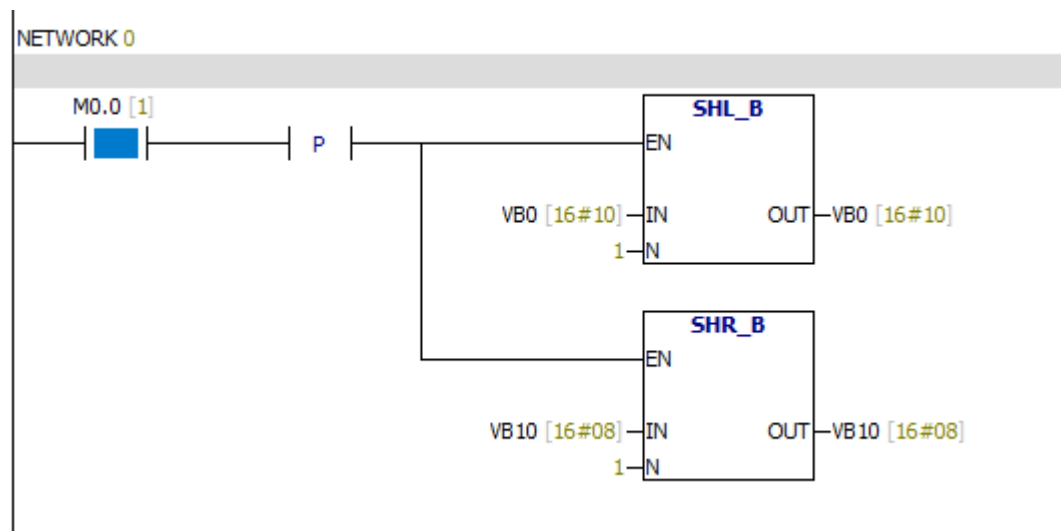 NETWORK 0
M0.0 [1]
P
SHL_B
EN
VB0 [16#10] IN OUT VB0 [16#10]
1 N
SHR_B
EN
VB10 [16#08] IN OUT VB10 [16#08]
1 N